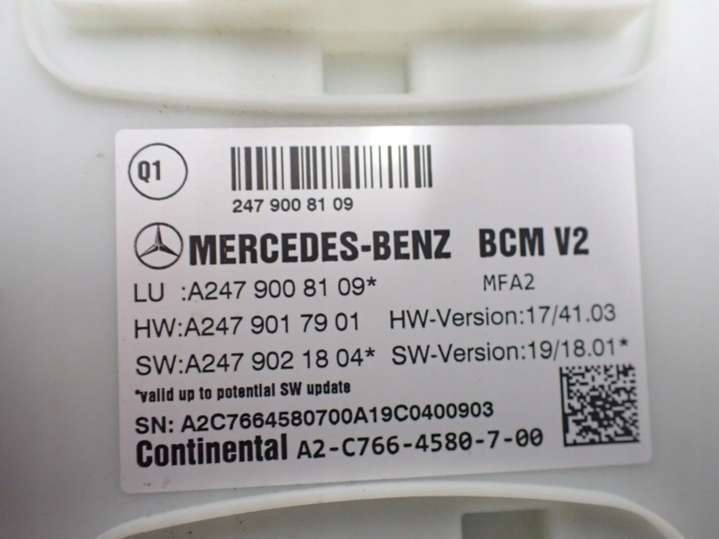 Q1
247 900 81 09
MERCEDES-BENZ BCM V2
LU :A247 900 81 09* MFA2
HW:A247 901 79 01 HW-Version:17/41.03
SW:A247 902 18 04* SW-Version:19/18.01*
*valid up to potential SW update
SN: A2C7664580700A19C0400903
Continental A2-C766-4580-7-00